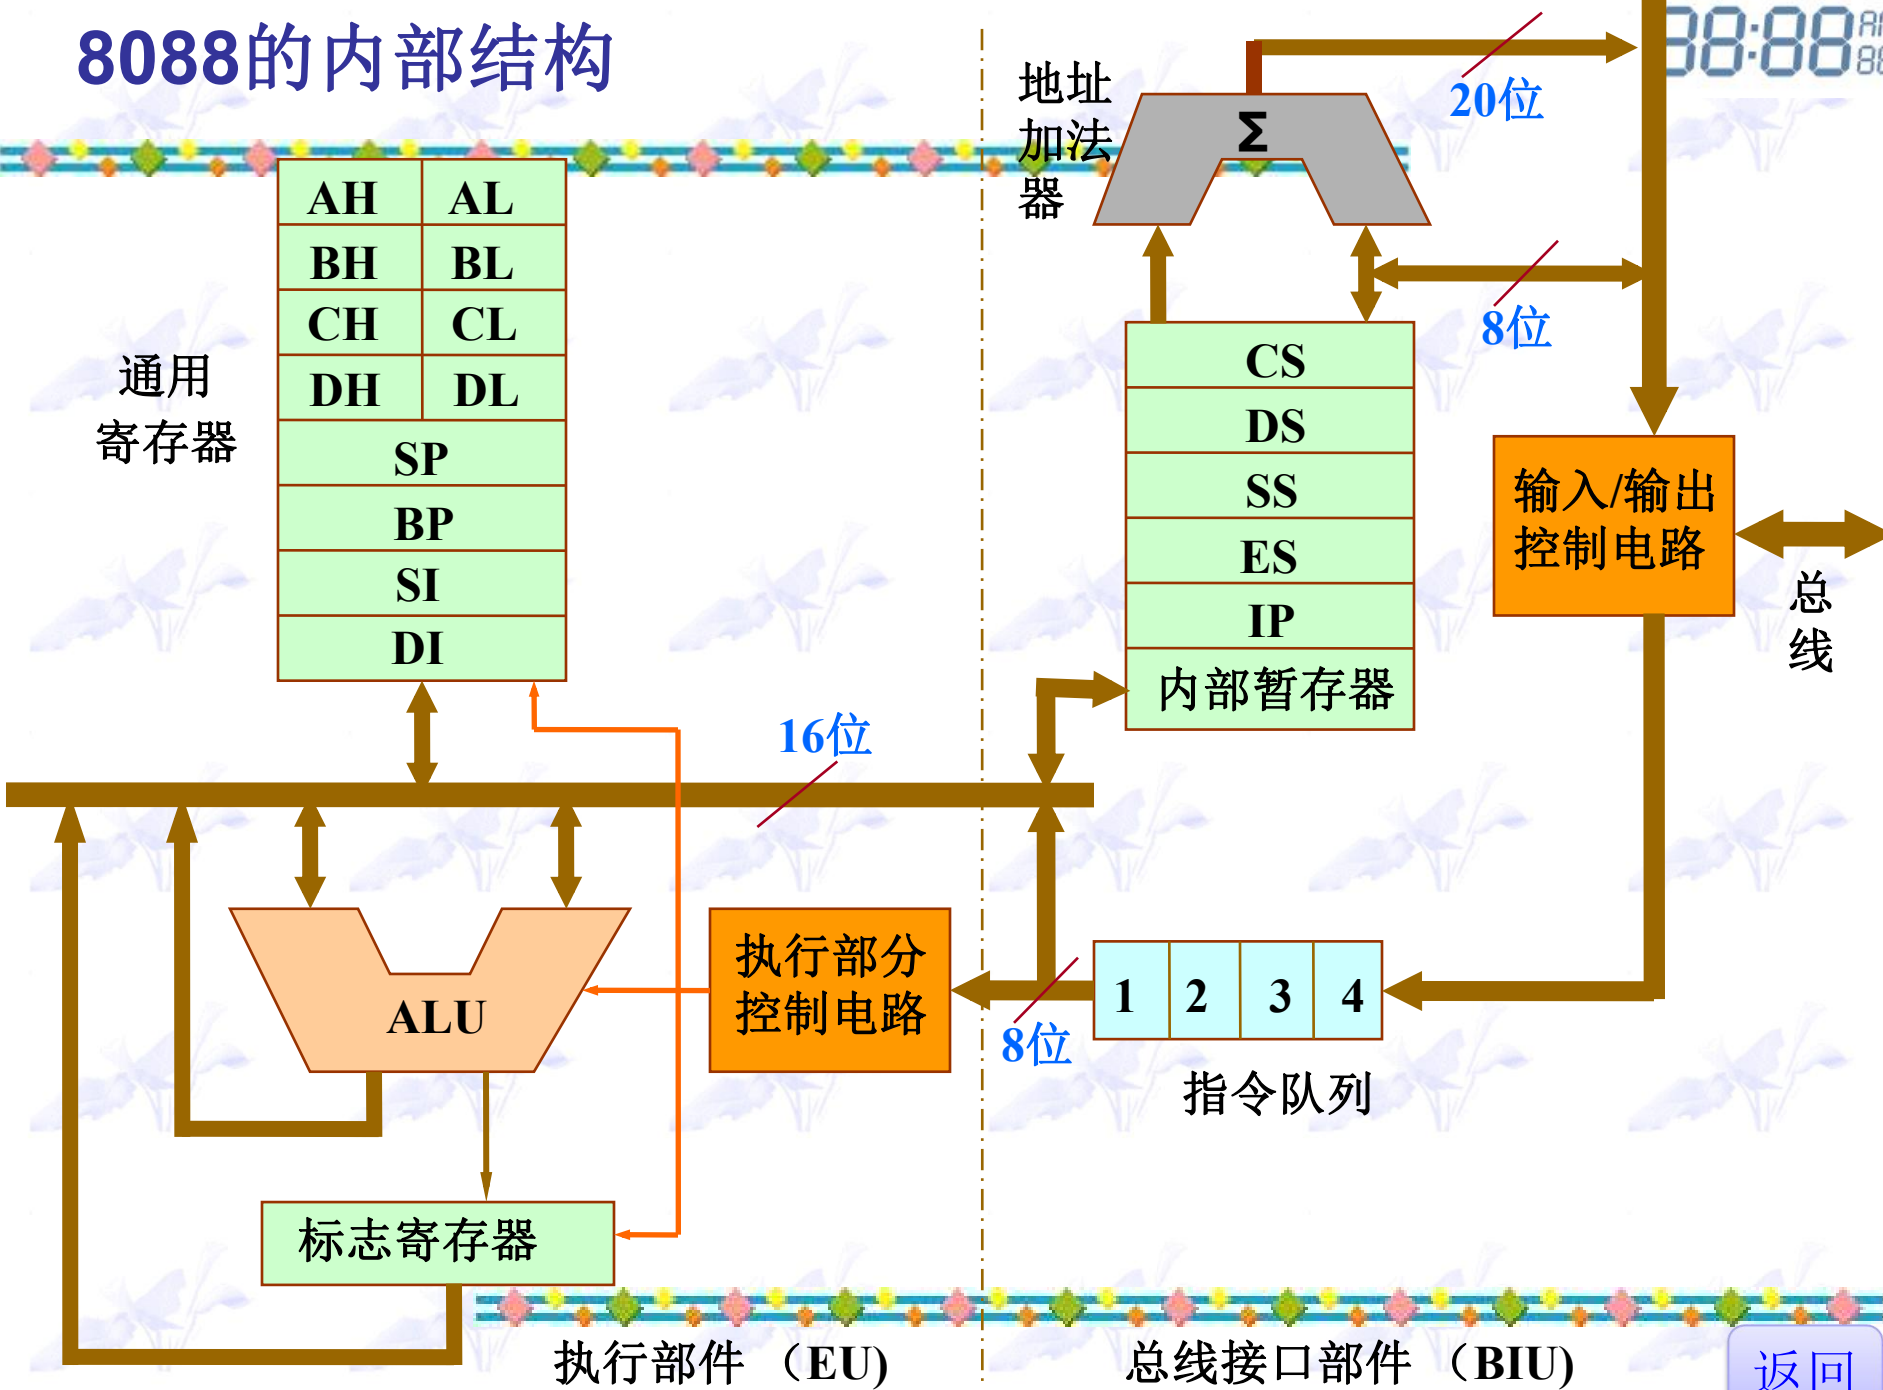 8088的内部结构
88:88
地址
加法
器
Σ
20位
8位
AH AL
BH BL
CH CL
DH DL
SP
BP
SI
DI
通用
寄存器
CS
DS
SS
ES
IP
内部暂存器
输入/输出
控制电路
总
线
16位
ALU
执行部分
控制电路
8位
1 2 3 4
指令队列
标志寄存器
执行部件 （EU)
总线接口部件 （BIU)
返回